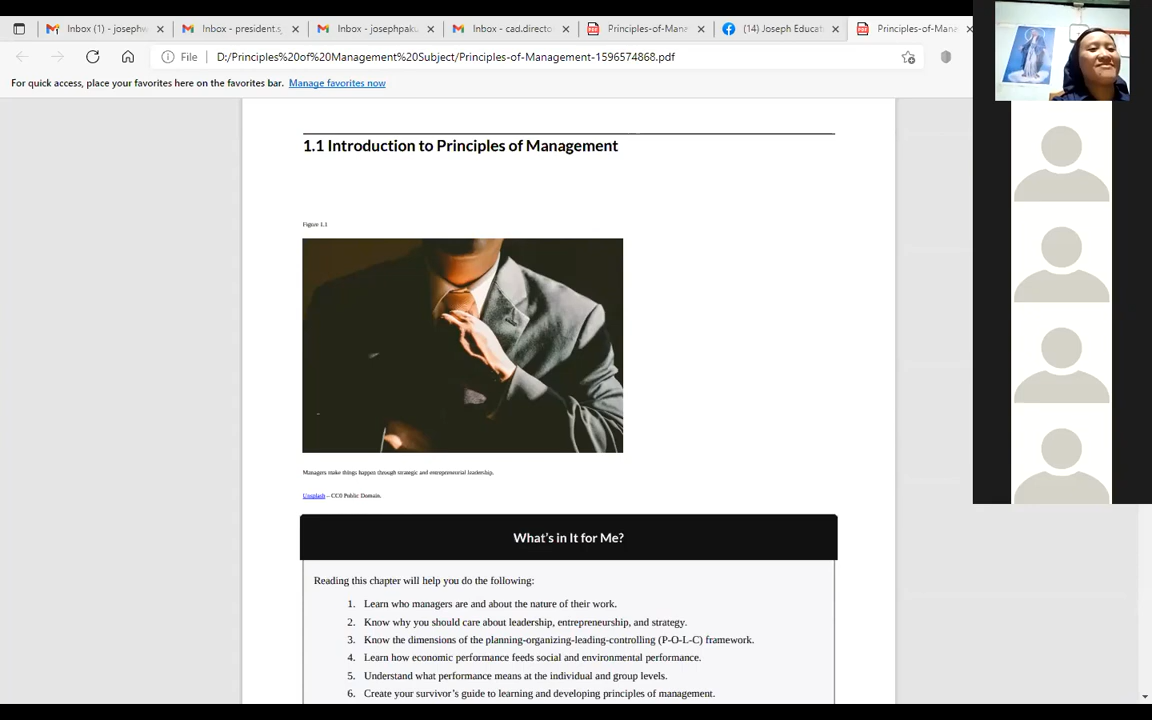 Inbox (1) - josephw
Inbox - president.s
Inbox - josephpak
Inbox - cad.directo
Principles-of-Mana
(14) Joseph Educati
Principles-of-Mana
File
D:/Principles%20of%20Management%20Subject/Principles-of-Management-1596574868.pdf
For quick access, place your favorites here on the favorites bar. Manage favorites now
1.1 Introduction to Principles of Management
Figure 1.1
Managers make things happen through strategic and entrepreneurial leadership.
Unsplash – CC0 Public Domain.
What's in It for Me?
Reading this chapter will help you do the following:
1. Learn who managers are and about the nature of their work.
2. Know why you should care about leadership, entrepreneurship, and strategy.
3. Know the dimensions of the planning-organizing-leading-controlling (P-O-L-C) framework.
4. Learn how economic performance feeds social and environmental performance.
5. Understand what performance means at the individual and group levels.
6. Create your survivor's guide to learning and developing principles of management.